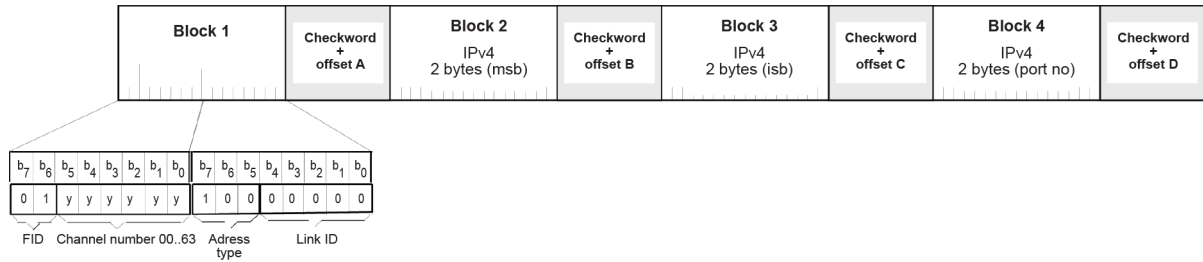 Block 1
Checkword
+
offset A
Block 2
IPv4
2 bytes (msb)
Checkword
+
offset B
Block 3
IPv4
2 bytes (isb)
Checkword
+
offset C
Block 4
IPv4
2 bytes (port no)
Checkword
+
offset D
b7 b6 b5 b4 b3 b2 b1 b0 b7 b6 b5 b4 b3 b2 b1 b0
0 1 y y y y y y 1 0 0 0 0 0 0 0
FID Channel number 00..63 Adress type Link ID